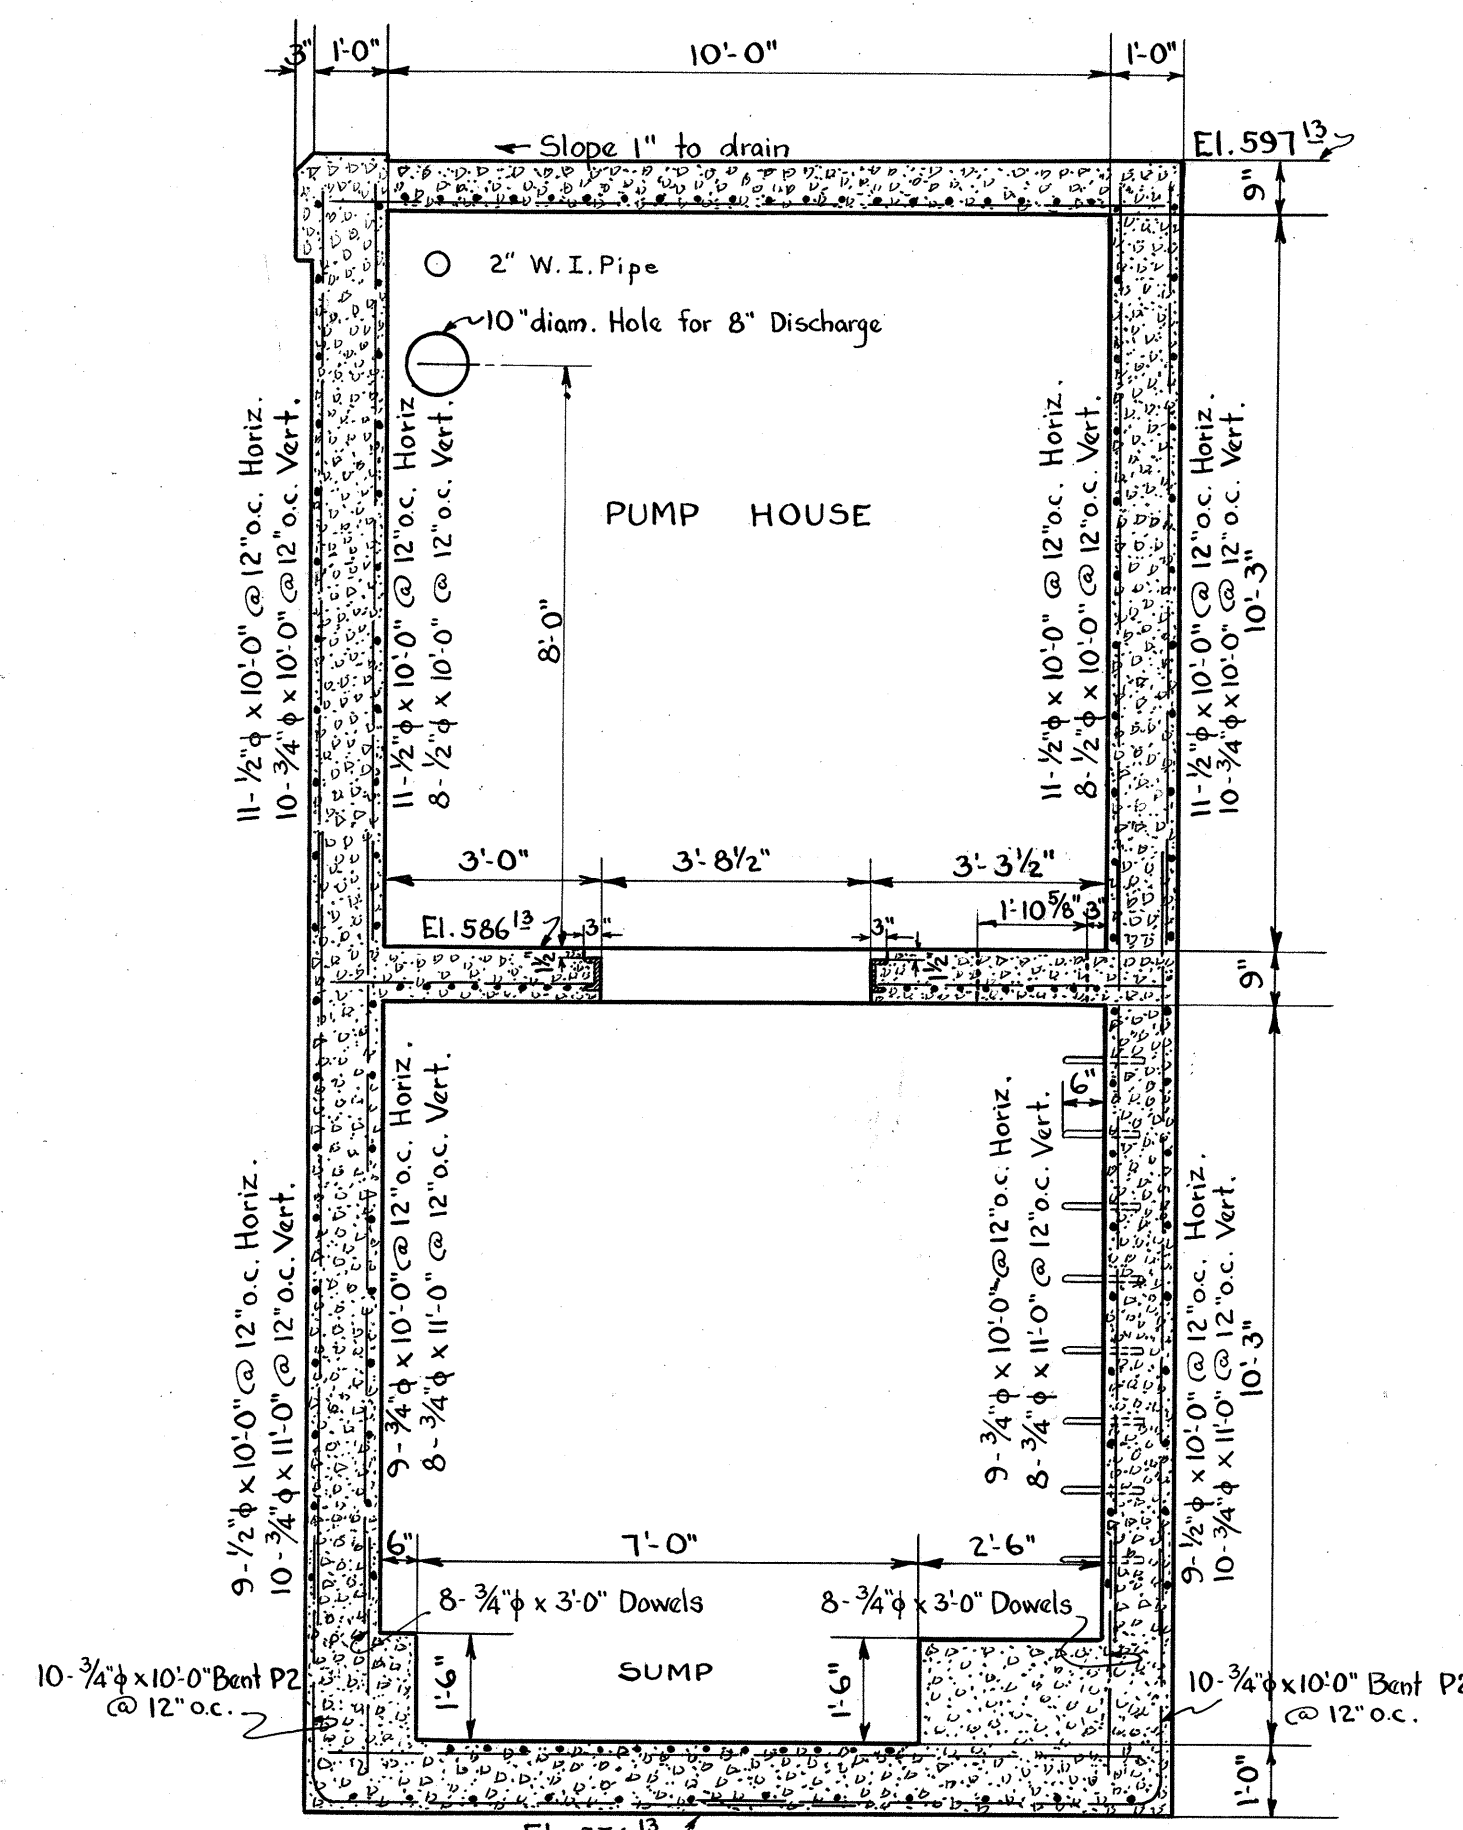 3" 1'-0" 10'-0" 1'-0"
← Slope 1" to drain
El. 597 13
9"
2" W. I. Pipe
10" diam. Hole for 8" Discharge
11-½"ϕ x 10'-0" @ 12" o.c. Horiz.
10-¾"ϕ x 10'-0" @ 12" o.c. Vert.
11-½"ϕ x 10'-0" @ 12" o.c. Horiz.
8-½"ϕ x 10'-0" @ 12" o.c. Vert.
8'-0"
PUMP HOUSE
11-½"ϕ x 10'-0" @ 12" o.c. Horiz.
8-½"ϕ x 10'-0" @ 12" o.c. Vert.
11-½"ϕ x 10'-0" @ 12" o.c. Horiz.
10-¾"ϕ x 10'-0" @ 12" o.c. Vert.
10'-3"
3'-0" 3'-8½" 3'-3½"
1'-10⅝" 3"
El. 586 13 3" 3"
1½" 1½"
9"
6"
9-½"ϕ x 10'-0" @ 12" o.c. Horiz.
10-¾"ϕ x 11'-0" @ 12" o.c. Vert.
9-¾"ϕ x 10'-0" @ 12" o.c. Horiz.
8-¾"ϕ x 11'-0" @ 12" o.c. Vert.
9-¾"ϕ x 10'-0" @ 12" o.c. Horiz.
8-¾"ϕ x 11'-0" @ 12" o.c. Vert.
9-½"ϕ x 10'-0" @ 12" o.c. Horiz.
10-¾"ϕ x 11'-0" @ 12" o.c. Vert.
10'-3"
6" 7'-0" 2'-6"
8-¾"ϕ x 3'-0" Dowels 8-¾"ϕ x 3'-0" Dowels
1'-6" SUMP 1'-6"
10-¾"ϕ x 10'-0" Bent P2
@ 12" o.c.
10-¾"ϕ x 10'-0" Bent P2
@ 12" o.c.
1'-0"
El. 13